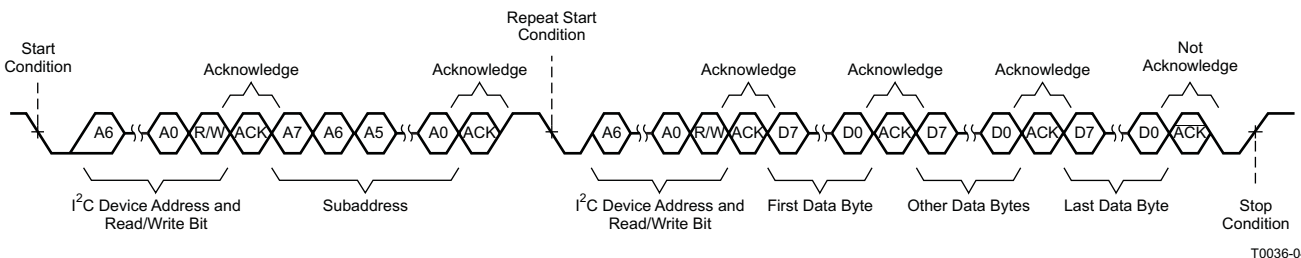 Repeat Start
Condition
Start
Condition
Acknowledge
Acknowledge
Acknowledge
Acknowledge
Acknowledge
Not
Acknowledge
A6 A0 R/W ACK A7 A6 A5 A0 ACK A6 A0 R/W ACK D7 D0 ACK D7 D0 ACK D7 D0 ACK
I²C Device Address and
Read/Write Bit
Subaddress
I²C Device Address and
Read/Write Bit
First Data Byte
Other Data Bytes
Last Data Byte
Stop
Condition
T0036-0